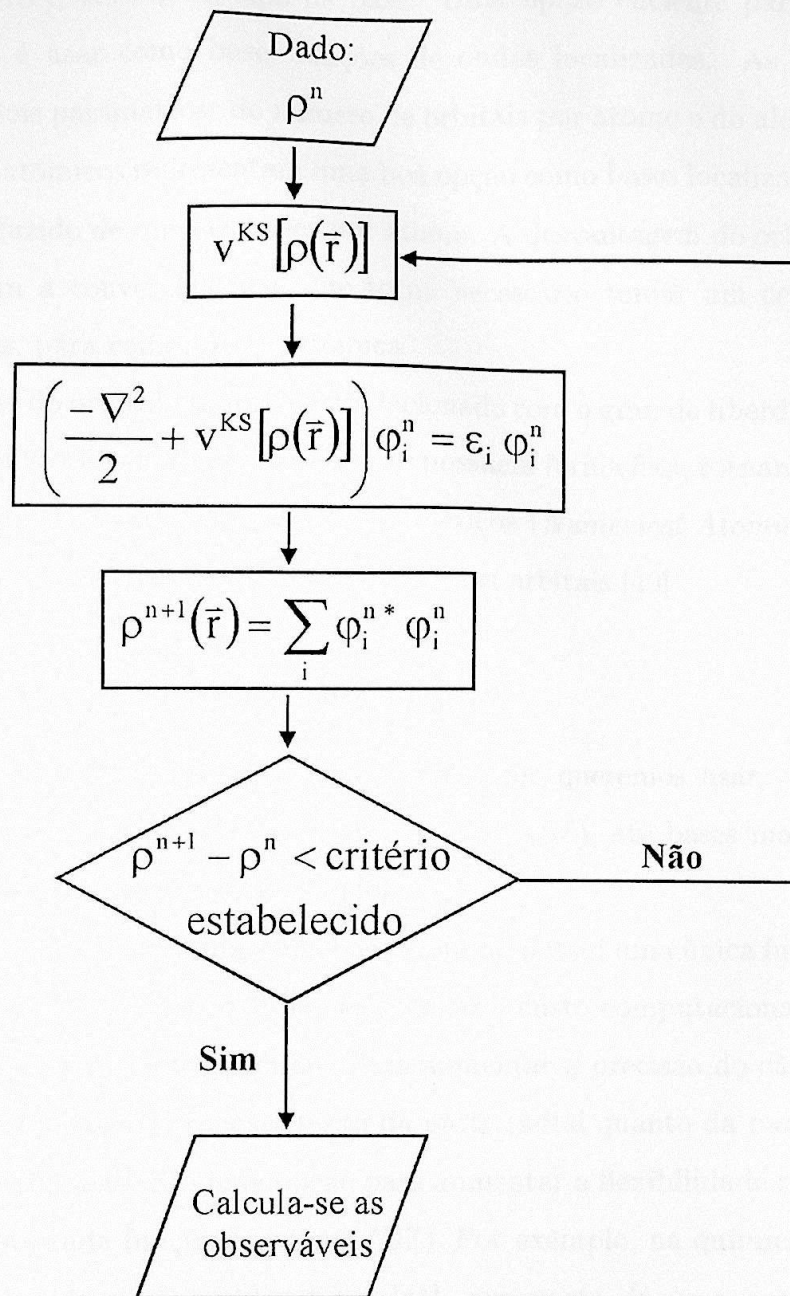 Dado:
ρⁿ
v^KS[ρ(r̄)]
(−∇²/2 + v^KS[ρ(r̄)]) φᵢⁿ = εᵢ φᵢⁿ
ρⁿ⁺¹(r̄) = ∑ᵢ φᵢⁿ* φᵢⁿ
ρⁿ⁺¹ − ρⁿ < critério
estabelecido
Não
Sim
Calcula-se as
observáveis